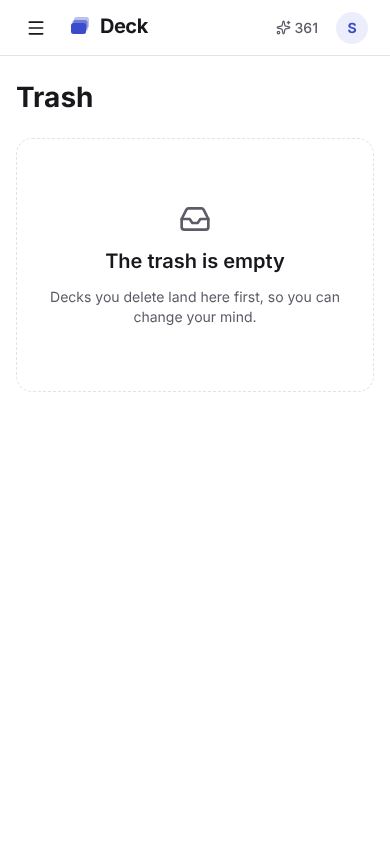 Deck
361
S
Trash
The trash is empty
Decks you delete land here first, so you can
change your mind.